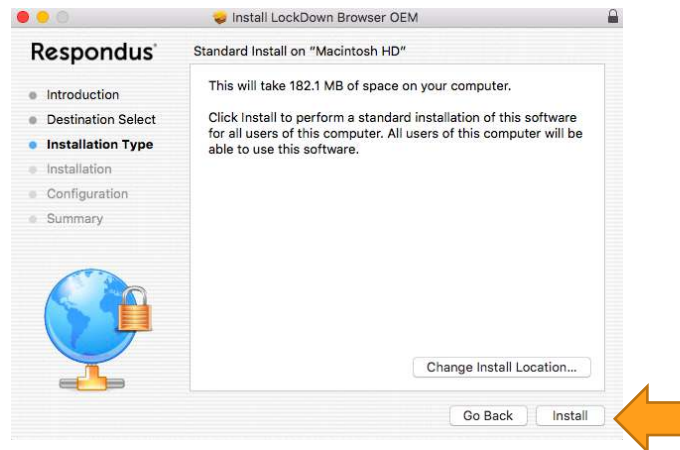 Install LockDown Browser OEM
Respondus®
Standard Install on "Macintosh HD"
Introduction
Destination Select
Installation Type
Installation
Configuration
Summary
This will take 182.1 MB of space on your computer.
Click Install to perform a standard installation of this software
for all users of this computer. All users of this computer will be
able to use this software.
Change Install Location...
Go Back
Install